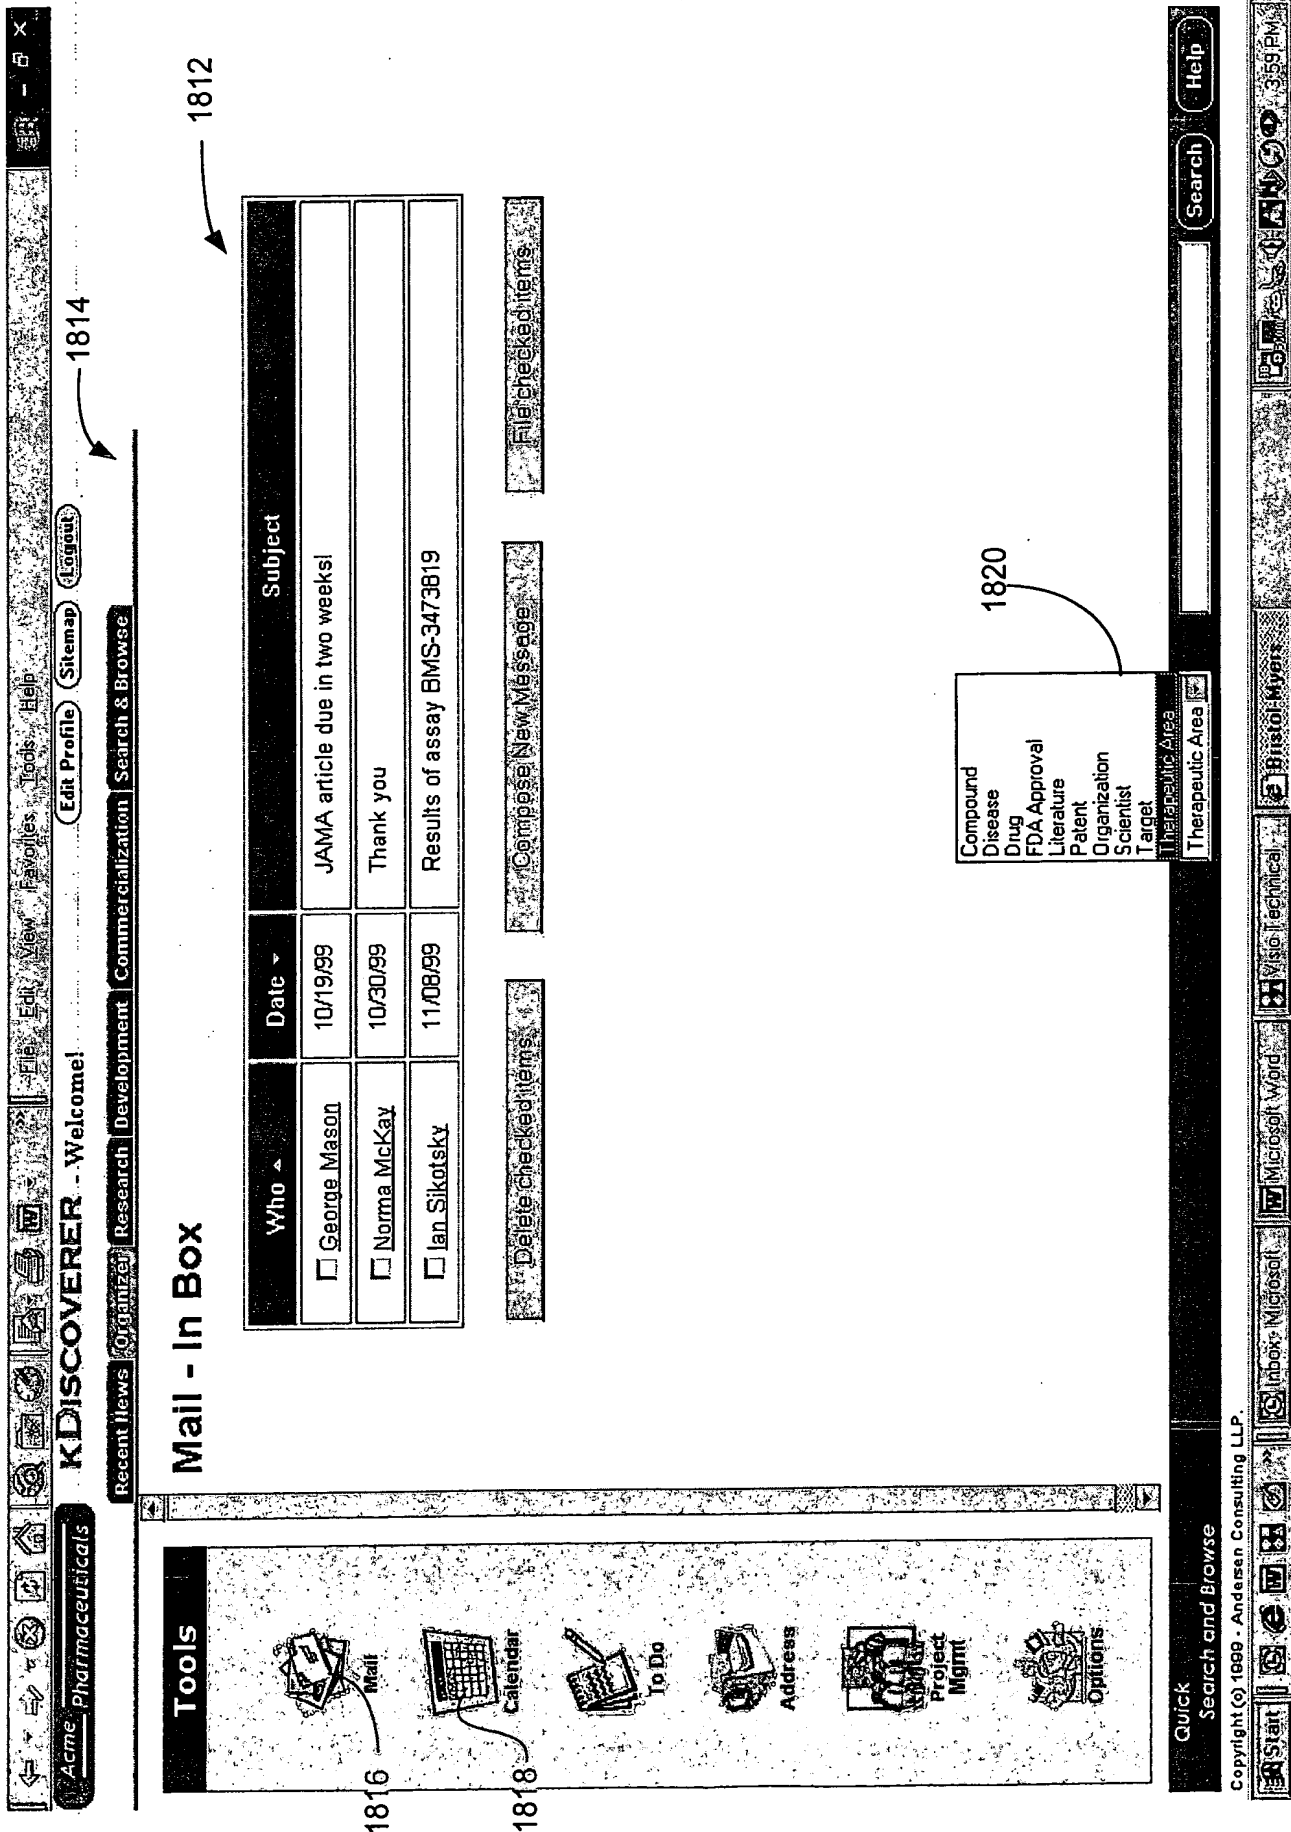 File Edit View Favorites Tools Help
Acme Pharmaceuticals
KDISCOVERER - Welcome!
Edit Profile Sitemap Logout
1814
Recent News Organizer Research Development Commercialization Search & Browse
Tools
Mail
Calendar
To Do
Address
Project
Mgmt
Options
1816
1818
Mail - In Box
1812
Who Date Subject
George Mason 10/19/99 JAMA article due in two weeks!
Norma McKay 10/30/99 Thank you
Ian Sikotsky 11/08/99 Results of assay BMS-3473819
Delete checked items Compose New Message File checked items
1820
Compound
Disease
Drug
FDA Approval
Literature
Patent
Organization
Scientist
Target
Therapeutic Area
Quick
Search and Browse
Therapeutic Area
Search Help
Copyright (c) 1999 - Andersen Consulting LLP.
Start Inbox - Microsoft... Microsoft Word Visio Technical - ... Bristol-Myers... 3:59 PM